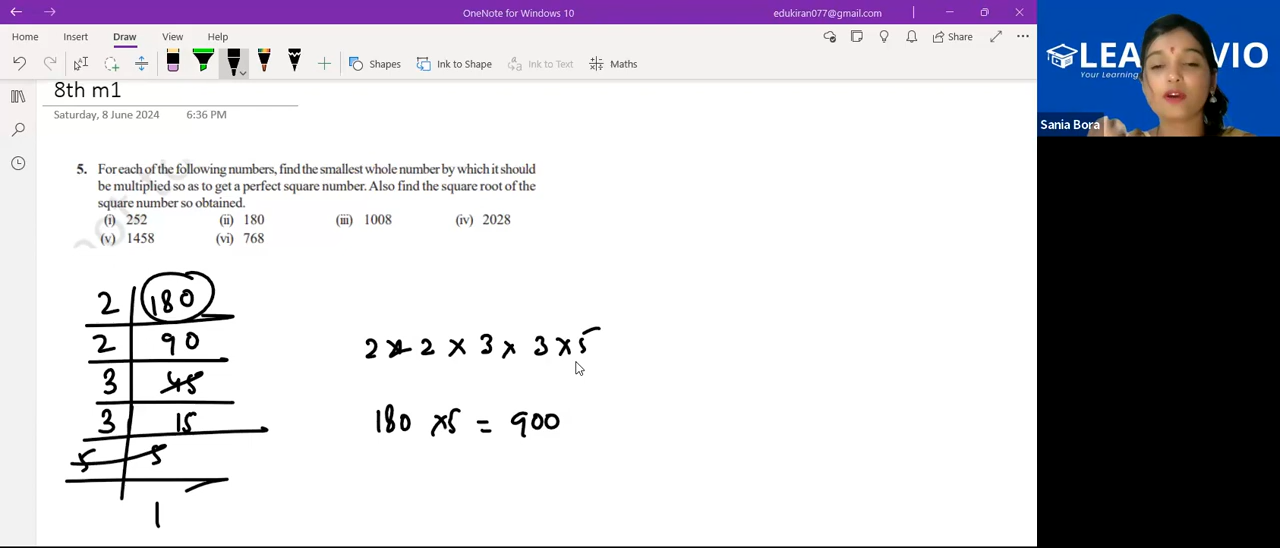 OneNote for Windows 10
edukiran077@gmail.com
Home Insert Draw View Help
Share
Shapes Ink to Shape Ink to Text Maths
8th m1
Saturday, 8 June 2024 6:36 PM
5. For each of the following numbers, find the smallest whole number by which it should
be multiplied so as to get a perfect square number. Also find the square root of the
square number so obtained.
(i) 252 (ii) 180 (iii) 1008 (iv) 2028
(v) 1458 (vi) 768
2 180
2 90
3 45
3 15
5 5
1
2 × 2 × 3 × 3 × 5
180 × 5 = 900
VIO
Your Learning
Sania Bora